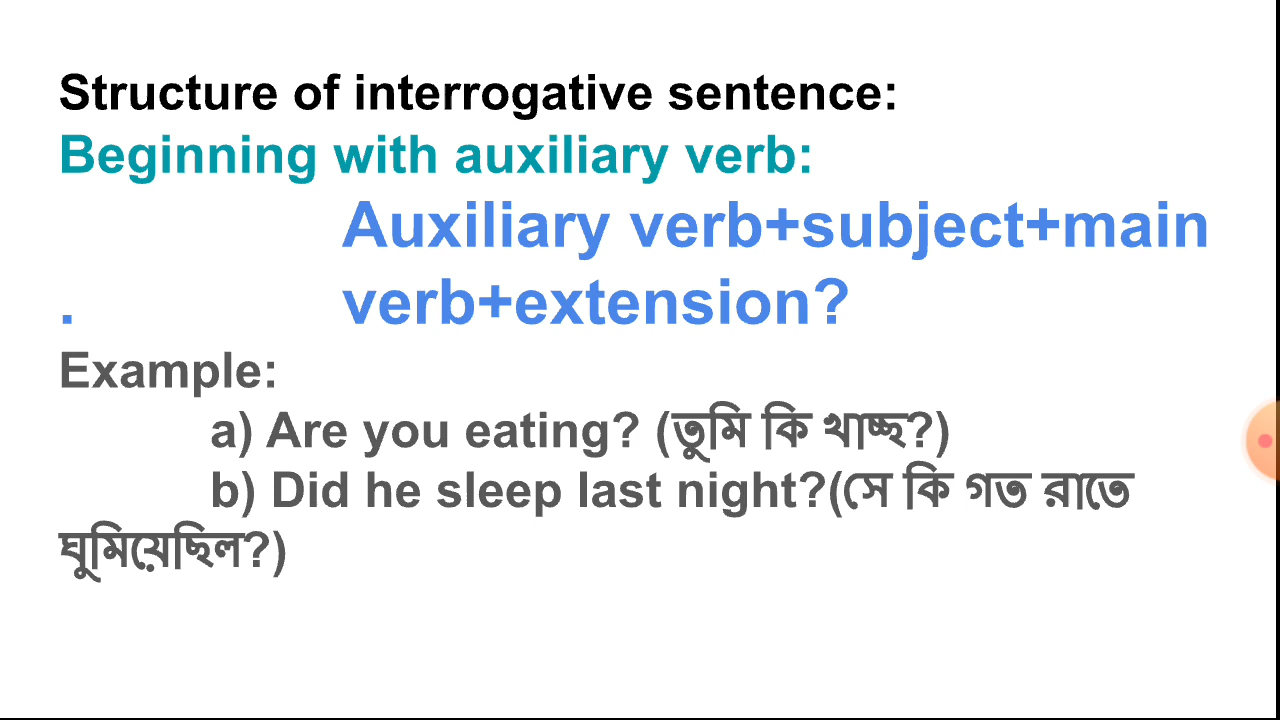 Structure of interrogative sentence:
Beginning with auxiliary verb:
Auxiliary verb+subject+main
. verb+extension?
Example:
a) Are you eating? (তুমি কি খাচ্ছ?)
b) Did he sleep last night?(সে কি গত রাতে
ঘুমিয়েছিল?)